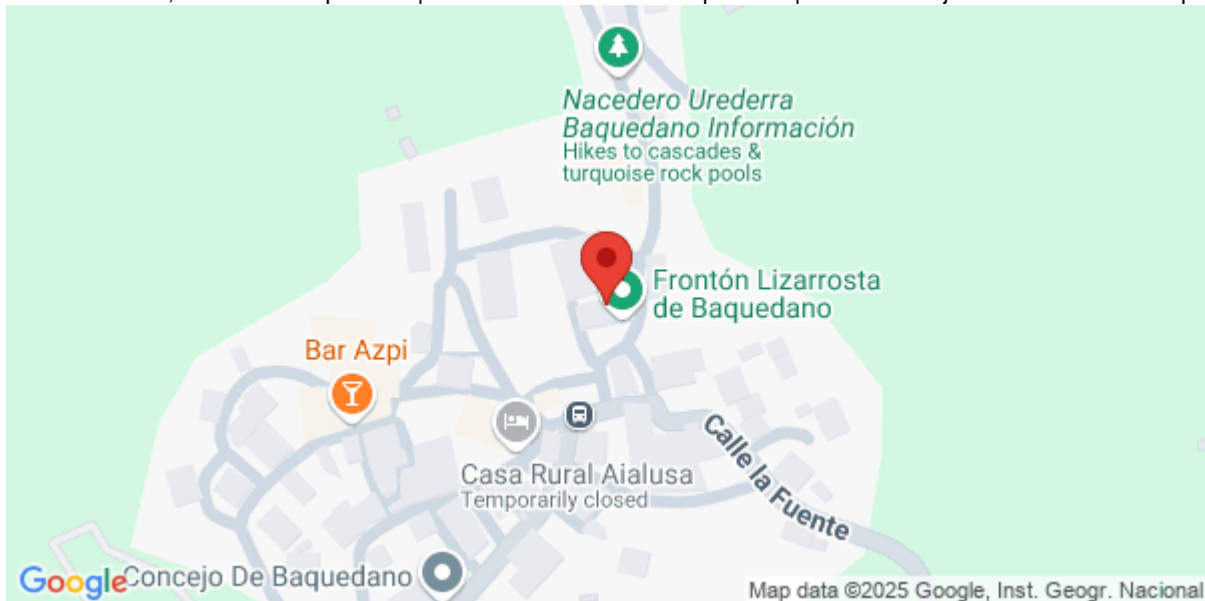 Nacedero Urederra
Baquedano Información
Hikes to cascades &
turquoise rock pools
Frontón Lizarrosta
de Baquedano
Bar Azpi
Calle la Fuente
Casa Rural Aialusa
Temporarily closed
Google
Concejo De Baquedano
Map data ©2025 Google, Inst. Geogr. Nacional